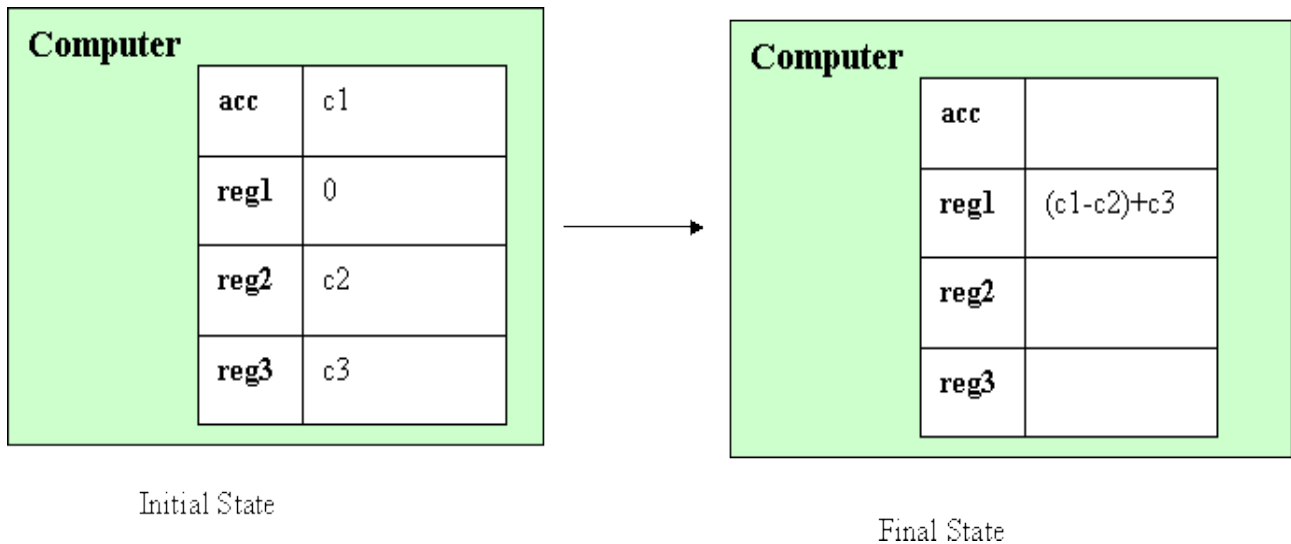 Computer
acc c1
reg1 0
reg2 c2
reg3 c3
Initial State
Computer
acc
reg1 (c1-c2)+c3
reg2
reg3
Final State